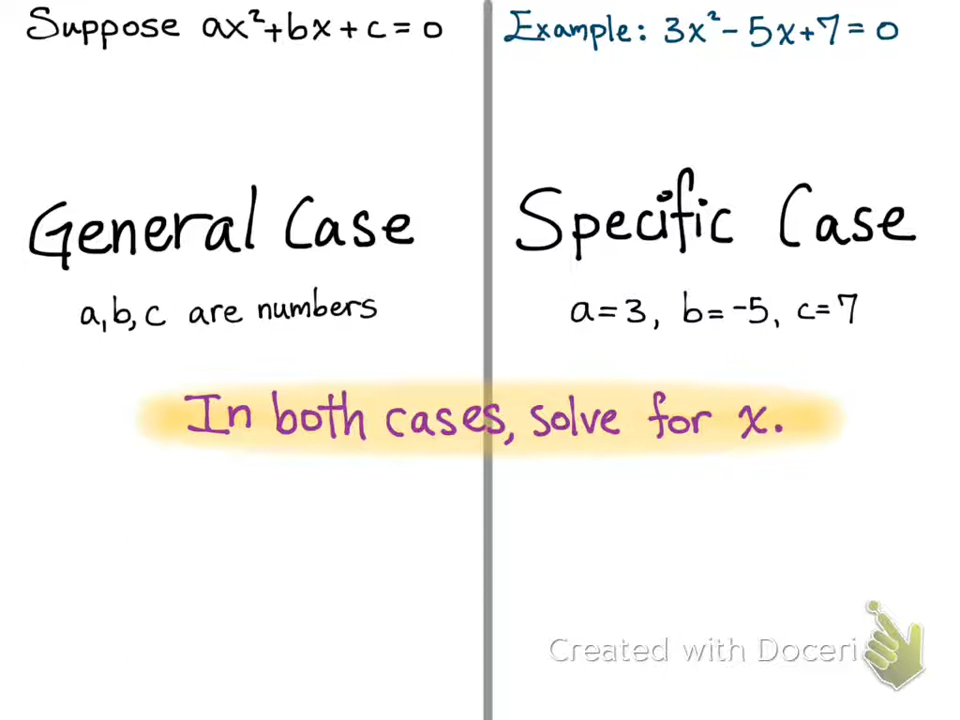 Suppose ax²+bx+c=0
General Case
a,b,c are numbers
Example: 3x²-5x+7=0
Specific Case
a=3, b=-5, c=7
In both cases, solve for x.
Created with Doceri